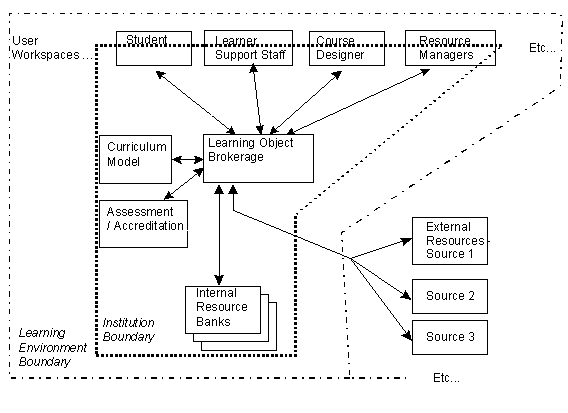 User
Workspaces ...
Student
Learner
Support Staff
Course
Designer
Resource
Managers
Etc...
Learning Object
Brokerage
Curriculum
Model
Assessment
/ Accreditation
External
Resources
Source 1
Internal
Resource
Banks
Source 2
Source 3
Institution
Boundary
Learning
Environment
Boundary
Etc...